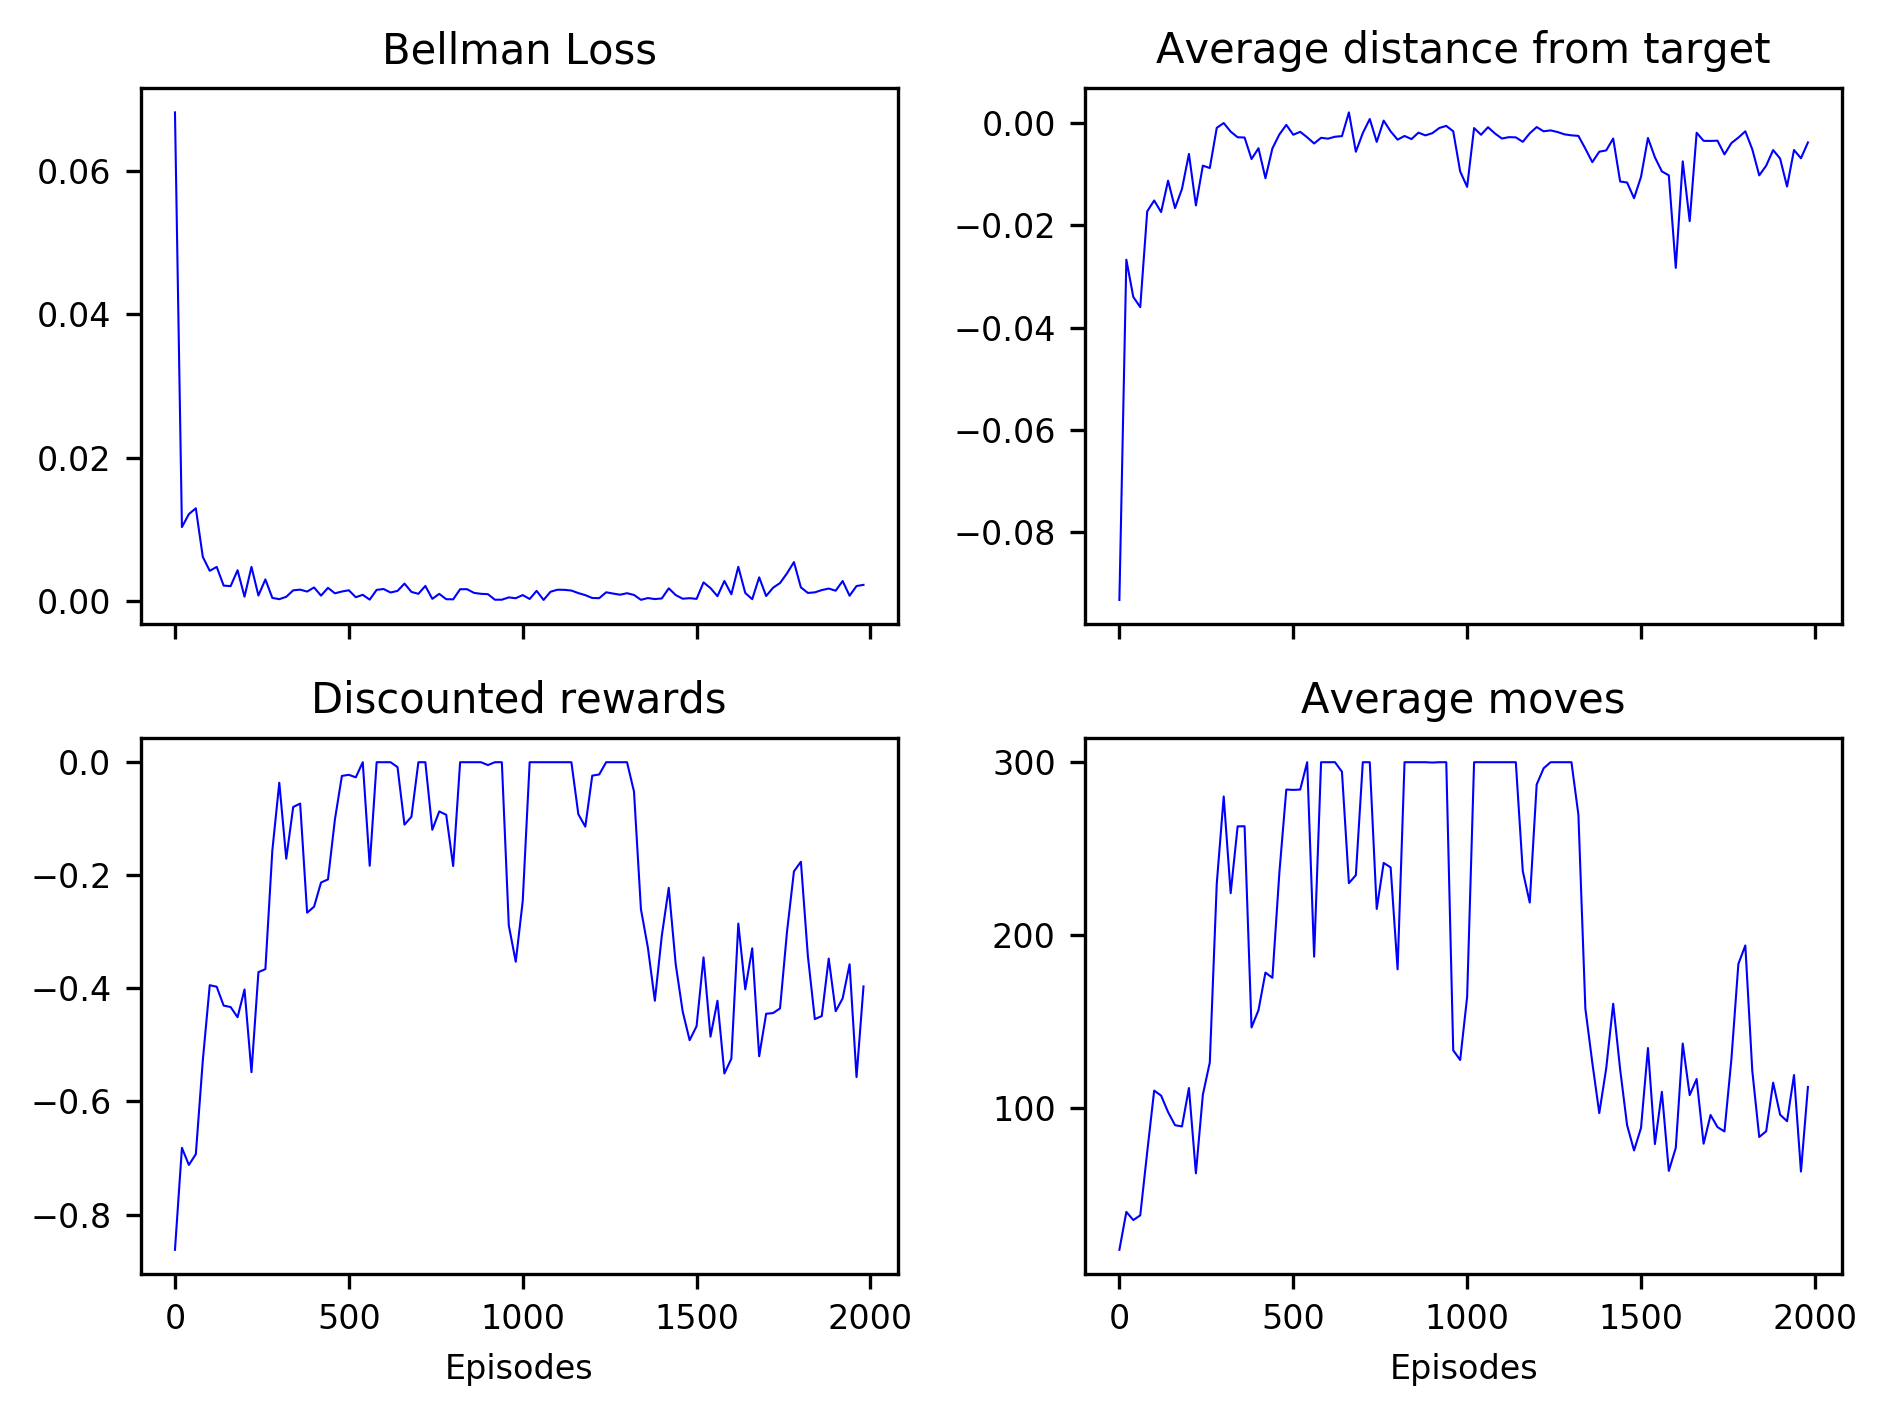 Bellman Loss
0.06
0.04
0.02
0.00
Average distance from target
0.00
−0.02
−0.04
−0.06
−0.08
Discounted rewards
0.0
−0.2
−0.4
−0.6
−0.8
0 500 1000 1500 2000
Episodes
Average moves
300
200
100
0 500 1000 1500 2000
Episodes